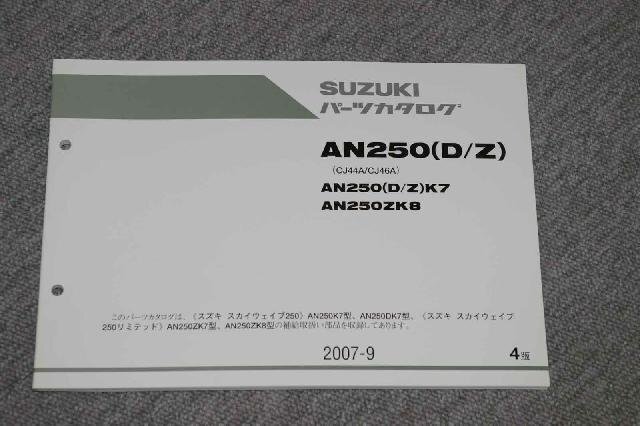 SUZUKI
パーツカタログ
AN250(D/Z)
(CJ44A/CJ46A)
AN250(D/Z)K7
AN250ZK8
このパーツカタログは、〈スズキ スカイウェイブ250〉AN250K7型、AN250DK7型、〈スズキ スカイウェイブ
250リミテッド〉AN250ZK7型、AN250ZK8型の補給取扱い部品を収録してあります。
2007-9
4版